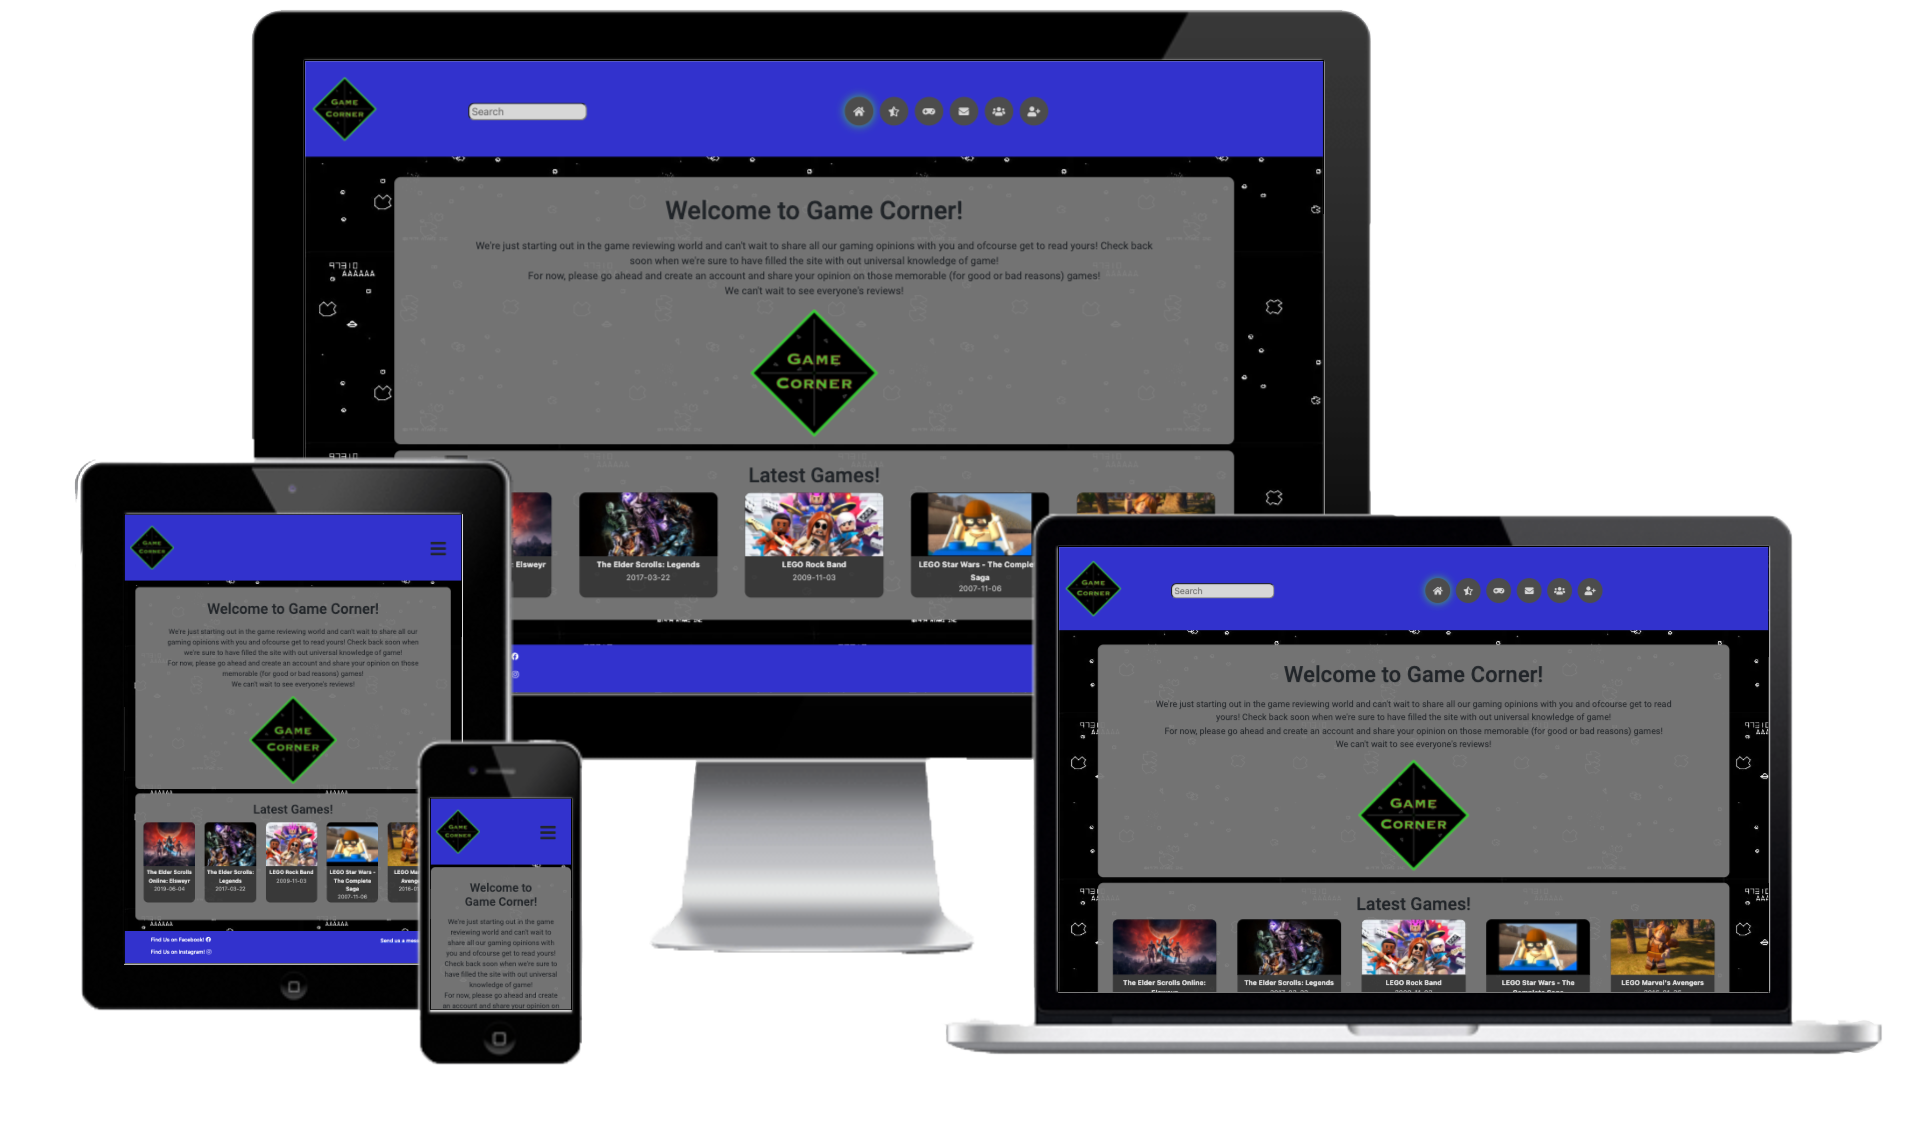 GAME
CORNER
Search
Welcome to Game Corner!
We're just starting out in the game reviewing world and can't wait to share all our gaming opinions with you and ofcourse get to read yours! Check back
soon when we're sure to have filled the site with out universal knowledge of game!
For now, please go ahead and create an account and share your opinion on those memorable (for good or bad reasons) games!
We can't wait to see everyone's reviews!
GAME
CORNER
Latest Games!
: Elsweyr
The Elder Scrolls: Legends
2017-03-22
LEGO Rock Band
2009-11-03
LEGO Star Wars - The Comple
Saga
2007-11-06
GAME
CORNER
Welcome to Game Corner!
We're just starting out in the game reviewing world and can't wait to share all our
gaming opinions with you and ofcourse get to read yours! Check back soon when
we're sure to have filled the site with out universal knowledge of game!
For now, please go ahead and create an account and share your opinion on those
memorable (for good or bad reasons) games!
We can't wait to see everyone's reviews!
GAME
CORNER
Latest Games!
The Elder Scrolls
Online: Elsweyr
2019-06-04
The Elder Scrolls:
Legends
2017-03-22
LEGO Rock Band
2009-11-03
LEGO Star Wars -
The Complete
Saga
2007-11-06
LEGO Ma
Aveng
2016-0
Find Us on Facebook!
Find Us on Instagram!
Send us a mess
GAME
CORNER
Welcome to
Game Corner!
We're just starting out in the game
reviewing world and can't wait to
share all our gaming opinions with
you and ofcourse get to read yours!
Check back soon when we're sure to
have filled the site with out universal
knowledge of game!
For now, please go ahead and create
an account and share your opinion on
GAME
CORNER
Search
Welcome to Game Corner!
We're just starting out in the game reviewing world and can't wait to share all our gaming opinions with you and ofcourse get to read
yours! Check back soon when we're sure to have filled the site with out universal knowledge of game!
For now, please go ahead and create an account and share your opinion on those memorable (for good or bad reasons) games!
We can't wait to see everyone's reviews!
GAME
CORNER
Latest Games!
The Elder Scrolls Online:
The Elder Scrolls: Legends
LEGO Rock Band
LEGO Star Wars - The
LEGO Marvel's Avengers